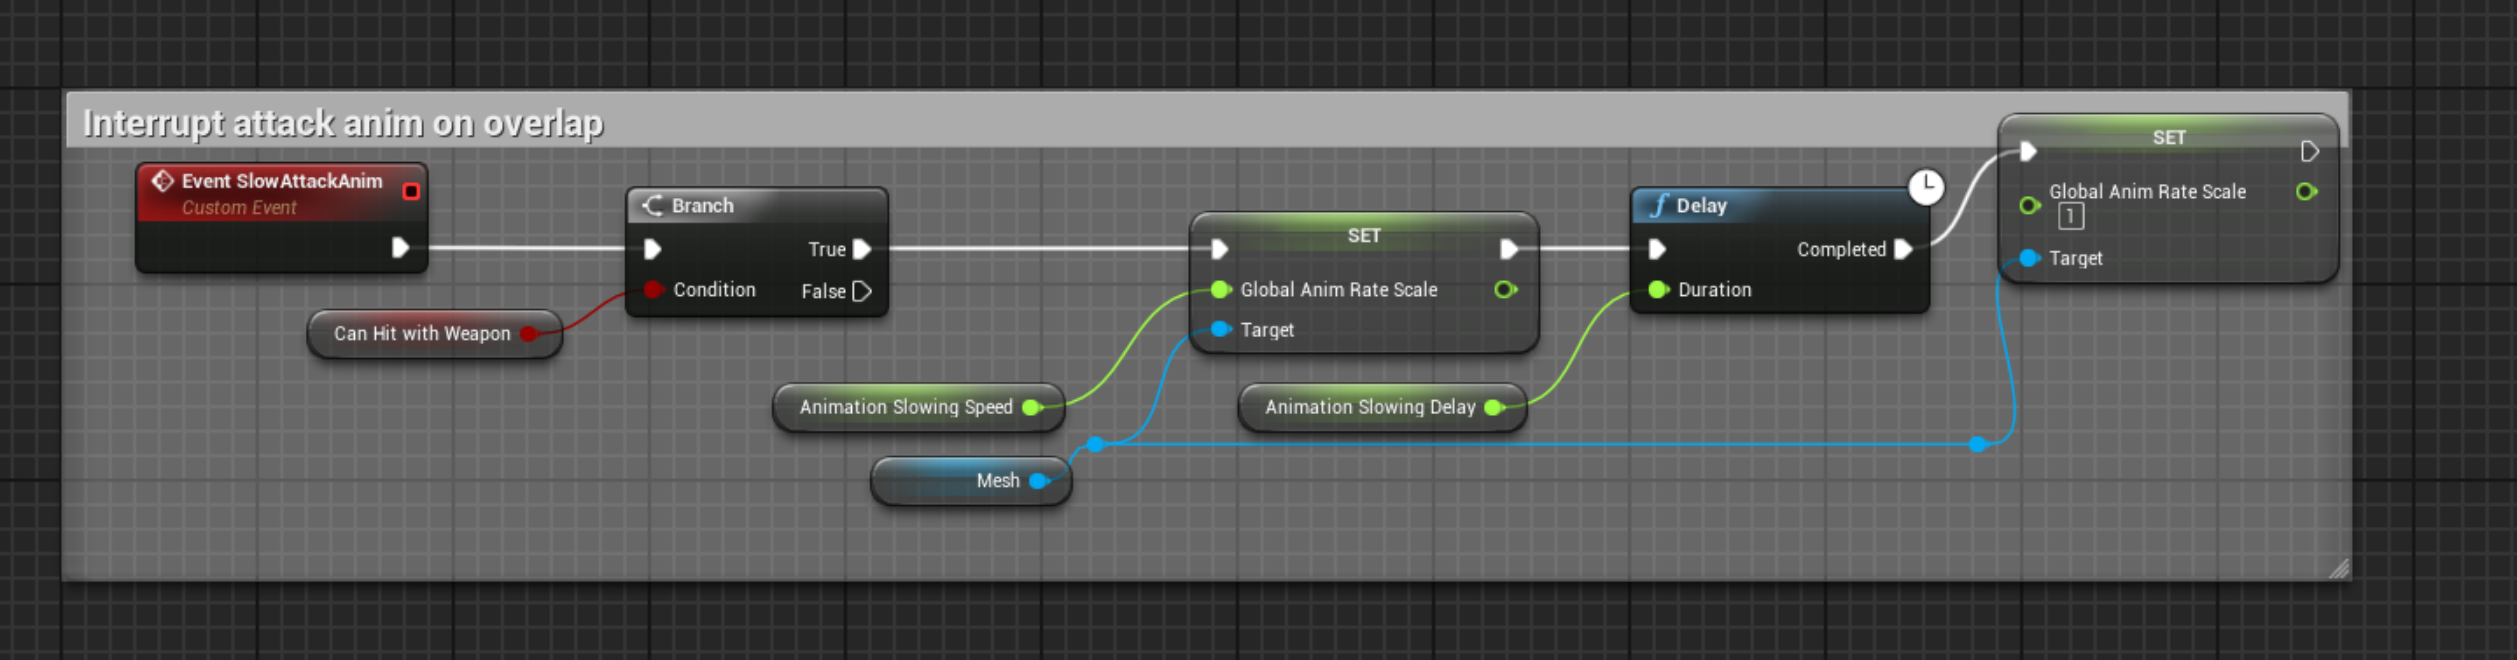 Interrupt attack anim on overlap
Event SlowAttackAnim
Custom Event
Can Hit with Weapon
Branch
True
Condition
False
Animation Slowing Speed
Mesh
SET
Global Anim Rate Scale
Target
Animation Slowing Delay
f Delay
Completed
Duration
SET
Global Anim Rate Scale
1
Target